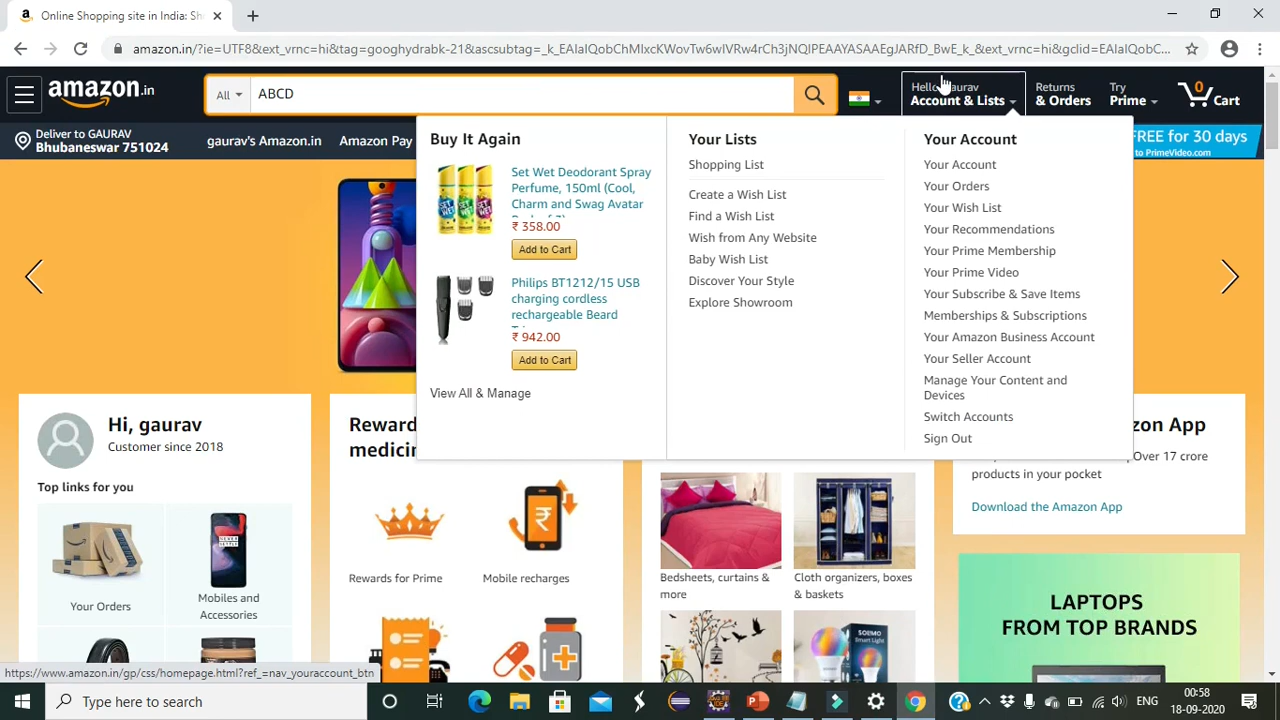 Online Shopping site in India: Sh
amazon.in/?ie=UTF8&ext_vrnc=hi&tag=googhydrabk-21&ascsubtag=_k_EAIaIQobChMIxcKWovTw6wIVRw4rCh3jNQIPEAAYASAAEgJARfD_BwE_k_&ext_vrnc=hi&gclid=EAIaIQobC...
amazon.in
All
ABCD
Account & Lists
Returns
& Orders
Try
Prime
0
Cart
Deliver to GAURAV
Bhubaneswar 751024
gaurav's Amazon.in
Amazon Pay
FREE for 30 days
to PrimeVideo.com
Buy It Again
Set Wet Deodorant Spray
Perfume, 150ml (Cool,
Charm and Swag Avatar
₹ 358.00
Add to Cart
Philips BT1212/15 USB
charging cordless
rechargeable Beard
₹ 942.00
Add to Cart
View All & Manage
Your Lists
Shopping List
Create a Wish List
Find a Wish List
Wish from Any Website
Baby Wish List
Discover Your Style
Explore Showroom
Your Account
Your Account
Your Orders
Your Wish List
Your Recommendations
Your Prime Membership
Your Prime Video
Your Subscribe & Save Items
Memberships & Subscriptions
Your Amazon Business Account
Your Seller Account
Manage Your Content and
Devices
Switch Accounts
Sign Out
Hi, gaurav
Customer since 2018
Top links for you
Your Orders
Mobiles and
Accessories
Reward
medicin
Rewards for Prime
Mobile recharges
Bedsheets, curtains &
more
Cloth organizers, boxes
& baskets
SOLIMO
Smart Light
zon App
Over 17 crore
products in your pocket
Download the Amazon App
LAPTOPS
FROM TOP BRANDS
https://www.amazon.in/gp/css/homepage.html?ref_=nav_youraccount_btn
Type here to search
ENG
00:58
18-09-2020